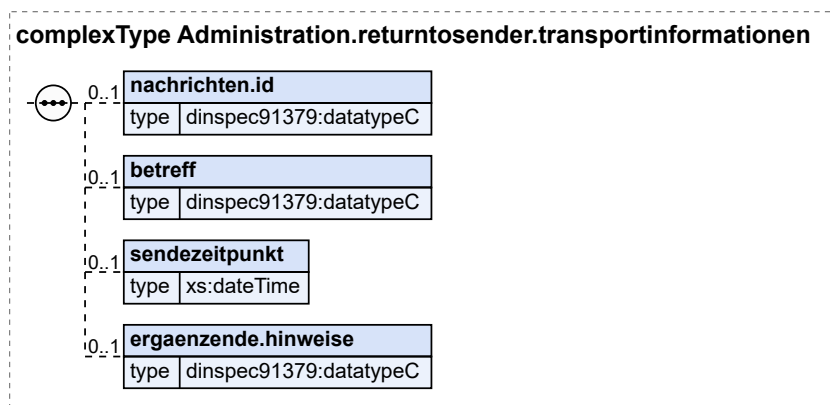 complexType Administration.returntosender.transportinformationen
0..1 nachrichten.id
type dinspec91379:datatypeC
0..1 betreff
type dinspec91379:datatypeC
0..1 sendezeitpunkt
type xs:dateTime
0..1 ergaenzende.hinweise
type dinspec91379:datatypeC